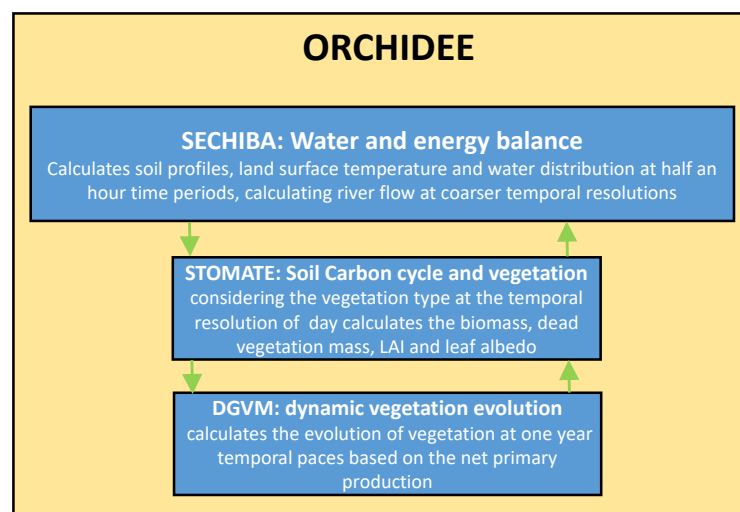 ORCHIDEE
SECHIBA: Water and energy balance
Calculates soil profiles, land surface temperature and water distribution at half an
hour time periods, calculating river flow at coarser temporal resolutions
STOMATE: Soil Carbon cycle and vegetation
considering the vegetation type at the temporal
resolution of  day calculates the biomass, dead
vegetation mass, LAI and leaf albedo
DGVM: dynamic vegetation evolution
calculates the evolution of vegetation at one year
temporal paces based on the net primary
production